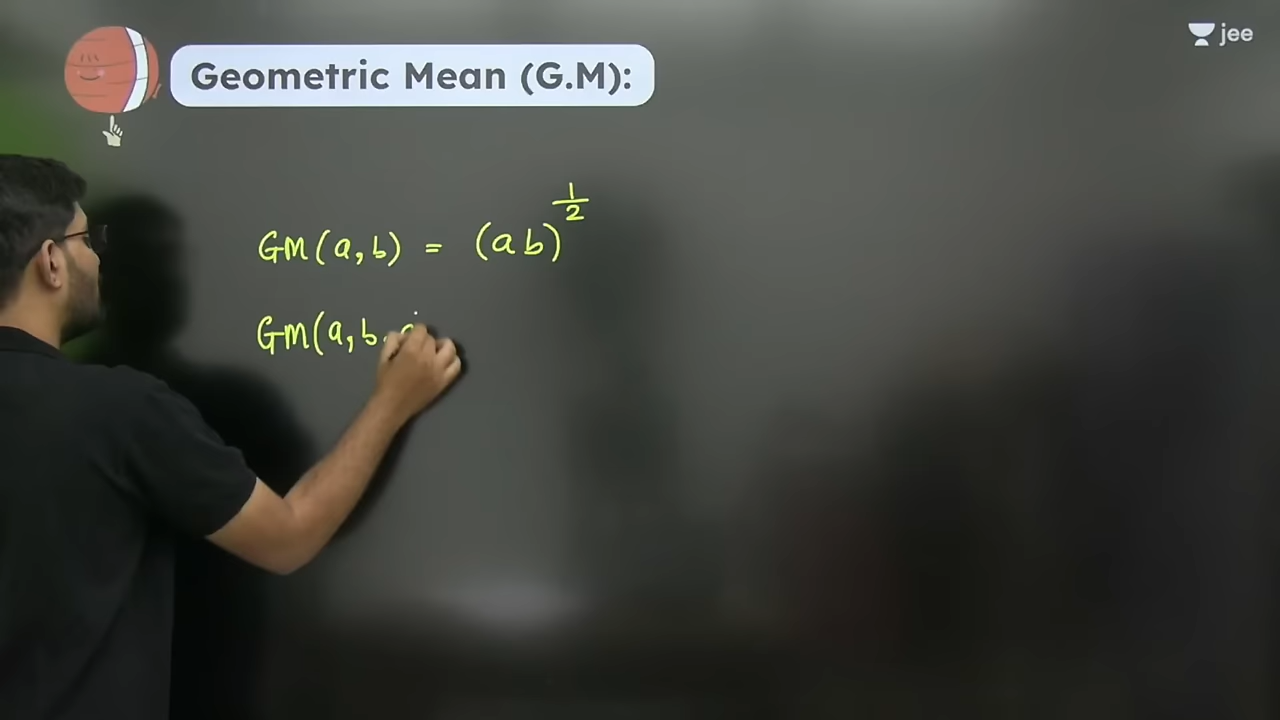 jee
Geometric Mean (G.M):
GM(a,b) = (ab)^{1/2}
GM(a,b